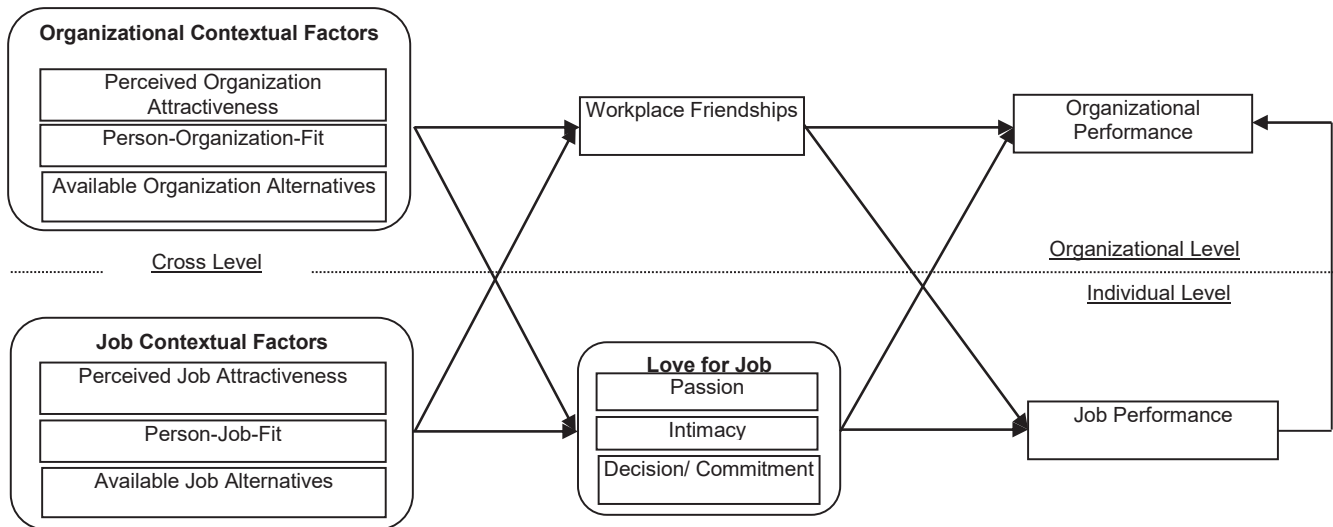 Organizational Contextual Factors
Perceived Organization
Attractiveness
Person-Organization-Fit
Available Organization Alternatives
Workplace Friendships
Organizational
Performance
Cross Level
Organizational Level
Individual Level
Job Contextual Factors
Perceived Job Attractiveness
Person-Job-Fit
Available Job Alternatives
Love for Job
Passion
Intimacy
Decision/ Commitment
Job Performance